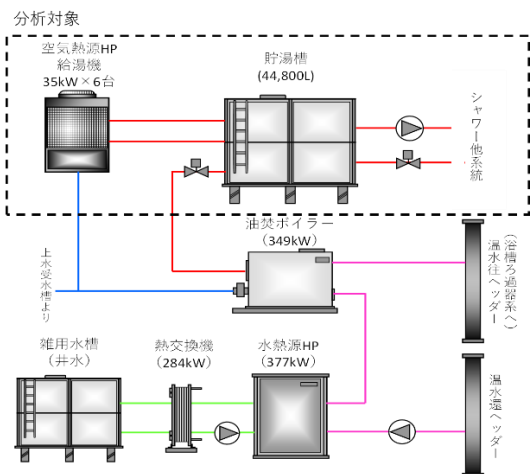 分析対象
空気熱源HP
給湯機
35kW×6台
貯湯槽
(44,800L)
シャワー他系統
油焚ボイラー
(349kW)
上水受水槽より
温水往ヘッダー
(浴槽ろ過器系へ)
雑用水槽
(井水)
熱交換機
(284kW)
水熱源HP
(377kW)
温水還ヘッダー